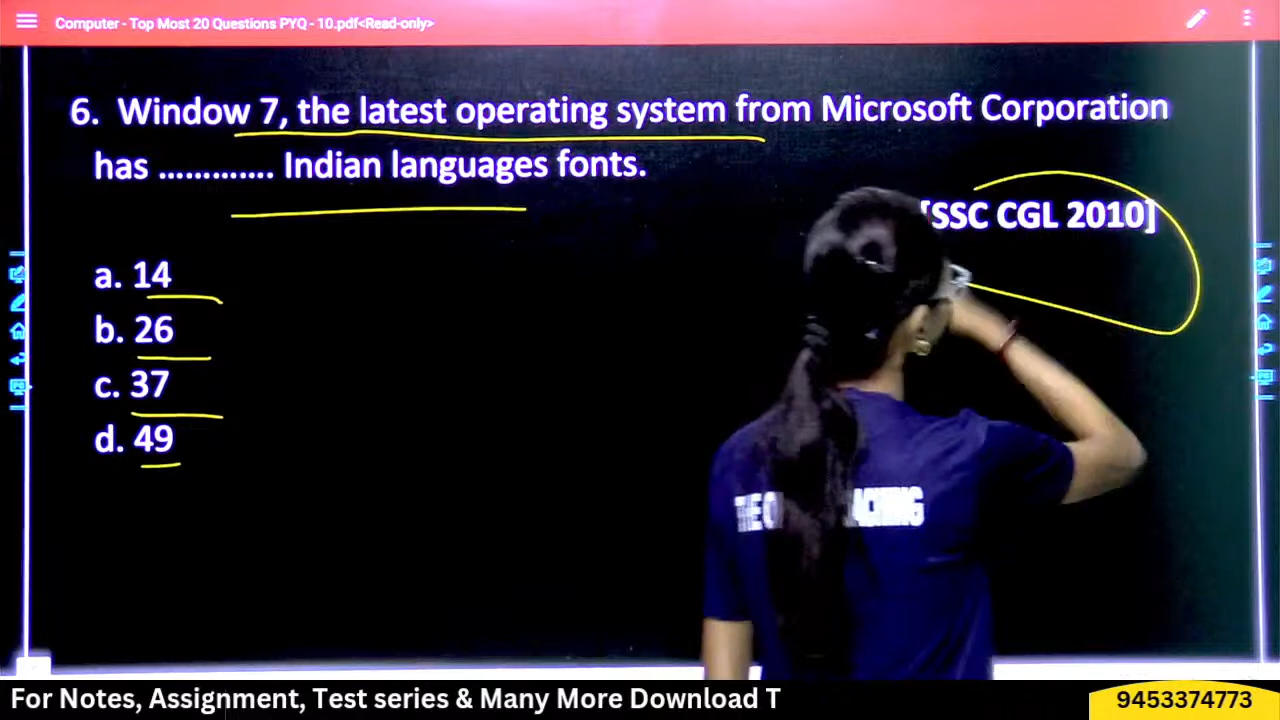 Computer - Top Most 20 Questions PYQ - 10.pdf<Read-only>
6. Window 7, the latest operating system from Microsoft Corporation
has ............. Indian languages fonts.
[SSC CGL 2010]
a. 14
b. 26
c. 37
d. 49
THE
For Notes, Assignment, Test series & Many More Download T
9453374773